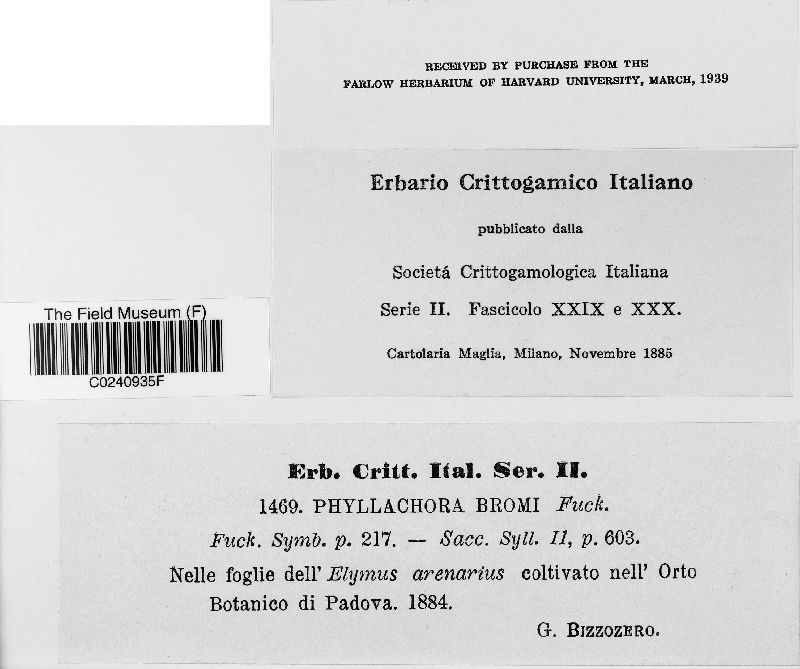 RECEIVED BY PURCHASE FROM THE
FARLOW HERBARIUM OF HARVARD UNIVERSITY, MARCH, 1939
Erbario Crittogamico Italiano
pubblicato dalla
Societá Crittogamologica Italiana
Serie II. Fascicolo XXIX e XXX.
Cartolaria Maglia, Milano, Novembre 1885
The Field Museum (F)
C0240935F
Erb. Critt. Ital. Ser. II.
1469. PHYLLACHORA BROMI Fuck.
Fuck. Symb. p. 217. — Sacc. Syll. II, p. 603.
Nelle foglie dell' Elymus arenarius coltivato nell' Orto
Botanico di Padova. 1884.
G. BIZZOZERO.